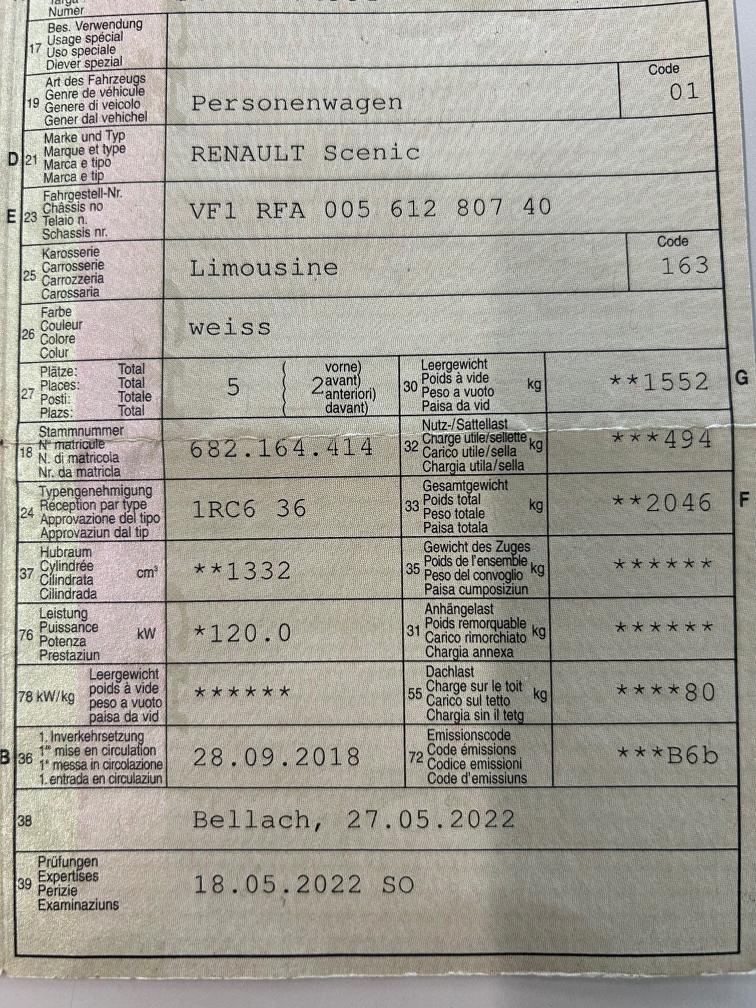 Numer
17 Bes. Verwendung
Usage spécial
Uso speciale
Diever spezial
19 Art des Fahrzeugs
Genre de véhicule
Genere di veicolo
Gener dal vehichel
Personenwagen
Code
01
D 21 Marke und Typ
Marque et type
Marca e tipo
Marca e tip
RENAULT Scenic
E 23 Fahrgestell-Nr.
Châssis no
Telaio n.
Schassis nr.
VF1 RFA 005 612 807 40
25 Karosserie
Carrosserie
Carrozzeria
Carossaria
Limousine
Code
163
26 Farbe
Couleur
Colore
Colur
weiss
27 Plätze: Total
Places: Total
Posti: Totale
Plazs: Total
5
2 vorne)
avant)
anteriori)
davant)
30 Leergewicht
Poids à vide
Peso a vuoto
Paisa da vid
kg
**1552
G
18 Stammnummer
N° matricule
N. di matricola
Nr. da matricla
682.164.414
32 Nutz-/Sattellast
Charge utile/sellette
Carico utile/sella
Chargia utila/sella
kg
***494
24 Typengenehmigung
Réception par type
Approvazione del tipo
Approvaziun dal tip
1RC6 36
33 Gesamtgewicht
Poids total
Peso totale
Paisa totala
kg
**2046
F
37 Hubraum
Cylindrée
Cilindrata
Cilindrada
cm³
**1332
35 Gewicht des Zuges
Poids de l'ensemble
Peso del convoglio
Paisa cumposiziun
kg
******
76 Leistung
Puissance
Potenza
Prestaziun
kW
*120.0
31 Anhängelast
Poids remorquable
Carico rimorchiato
Chargia annexa
kg
******
78 kW/kg
Leergewicht
poids à vide
peso a vuoto
paisa da vid
******
55 Dachlast
Charge sur le toit
Carico sul tetto
Chargia sin il tetg
kg
****80
B 36 1. Inverkehrsetzung
1re mise en circulation
1a messa in circolazione
1. entrada en circulaziun
28.09.2018
72 Emissionscode
Code émissions
Codice emissioni
Code d'emissiuns
***B6b
38
Bellach, 27.05.2022
39 Prüfungen
Expertises
Perizie
Examinaziuns
18.05.2022 SO